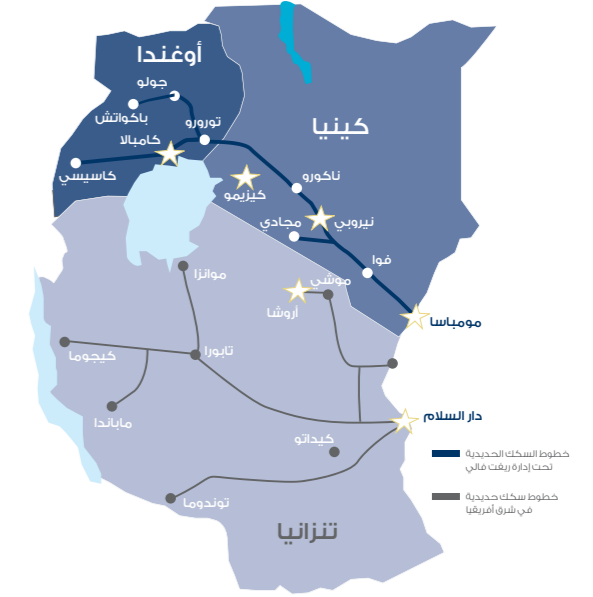 أوغندا
جولو
باكواتش
تورورو
كامبالا
كاسيسي
كينيا
ناكورو
كيزيمو
نيروبي
مجادي
فوا
موانزا
موشي
أروشا
مومباسا
تابورا
كيجوما
ماباندا
دار السلام
كيداتو
توندوما
تنزانيا
خطوط السكك الحديدية
تحت إدارة ريفت فالي
خطوط سكك حديدية
في شرق أفريقيا